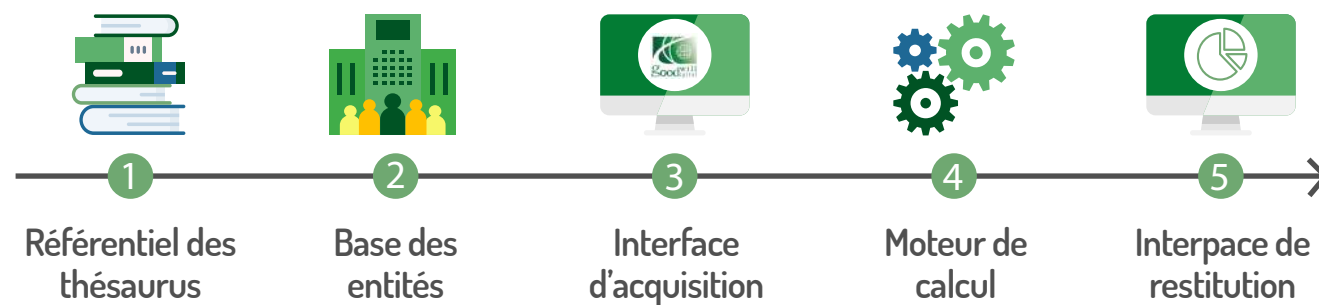 goodwill
1
2
3
4
5
Référentiel des
thésaurus
Base des
entités
Interface
d'acquisition
Moteur de
calcul
Interpace de
restitution